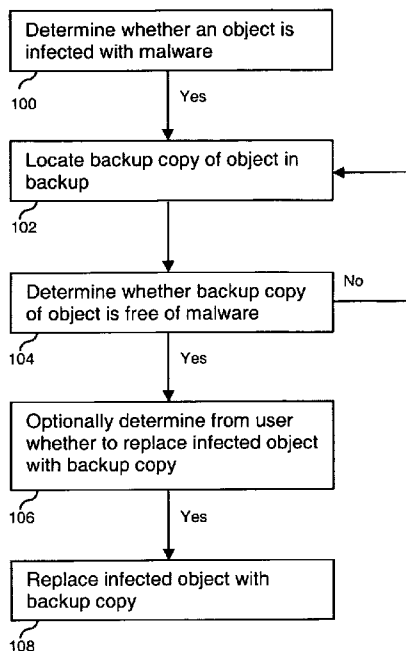 Determine whether an object is
infected with malware
100
Yes
Locate backup copy of object in
backup
102
Determine whether backup copy
of object is free of malware
No
104
Yes
Optionally determine from user
whether to replace infected object
with backup copy
106
Yes
Replace infected object with
backup copy
108